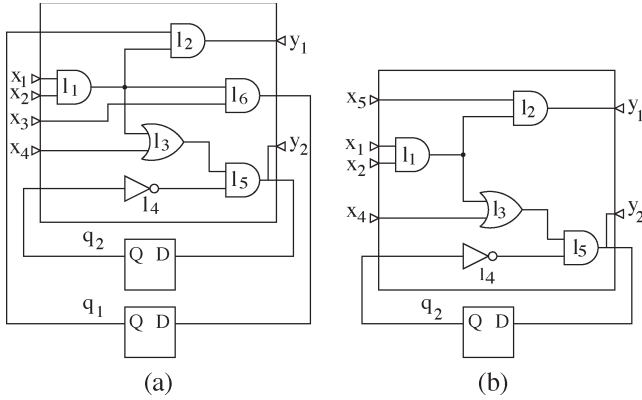 l₂ y₁
x₁ l₁
x₂ l₆
x₃
x₄ l₃ y₂
l₅
l₄
q₂
Q D
q₁
Q D
(a)
x₅ l₂ y₁
x₁ l₁
x₂
x₄ l₃ y₂
l₅
l₄
q₂
Q D
(b)